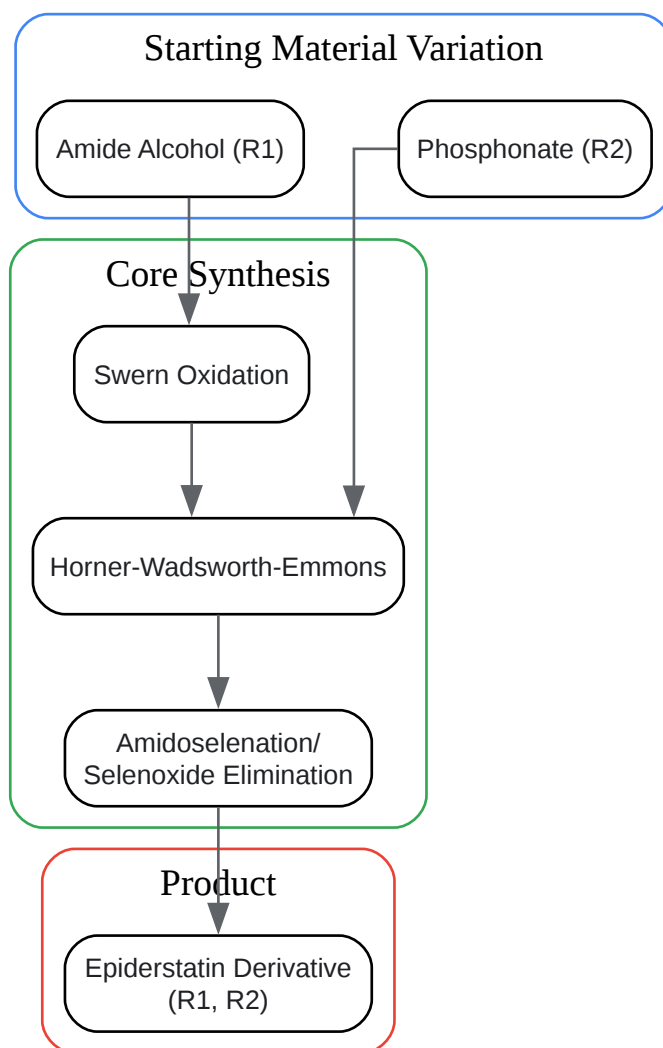 Starting Material Variation
Amide Alcohol (R1)
Phosphonate (R2)
Core Synthesis
Swern Oxidation
Horner-Wadsworth-Emmons
Amidoselenation/
Selenoxide Elimination
Product
Epiderstatin Derivative
(R1, R2)